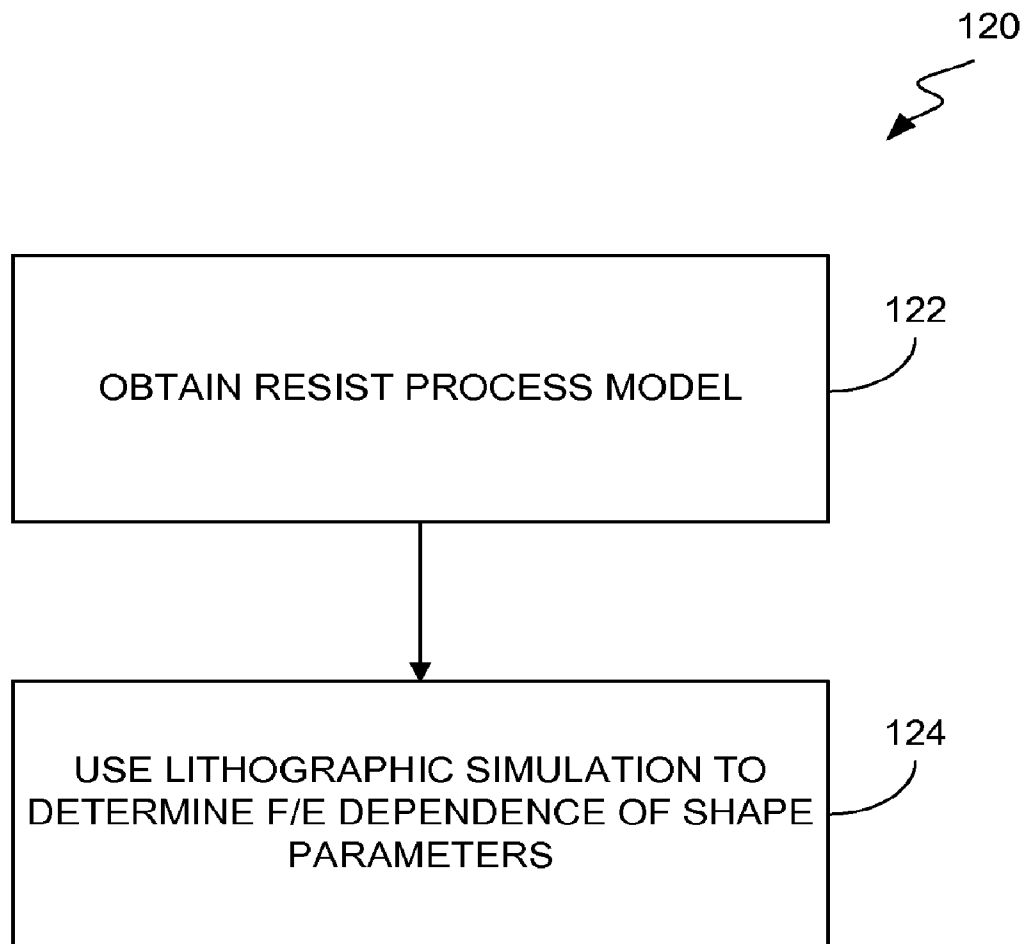 120
OBTAIN RESIST PROCESS MODEL
122
USE LITHOGRAPHIC SIMULATION TO
DETERMINE F/E DEPENDENCE OF SHAPE
PARAMETERS
124